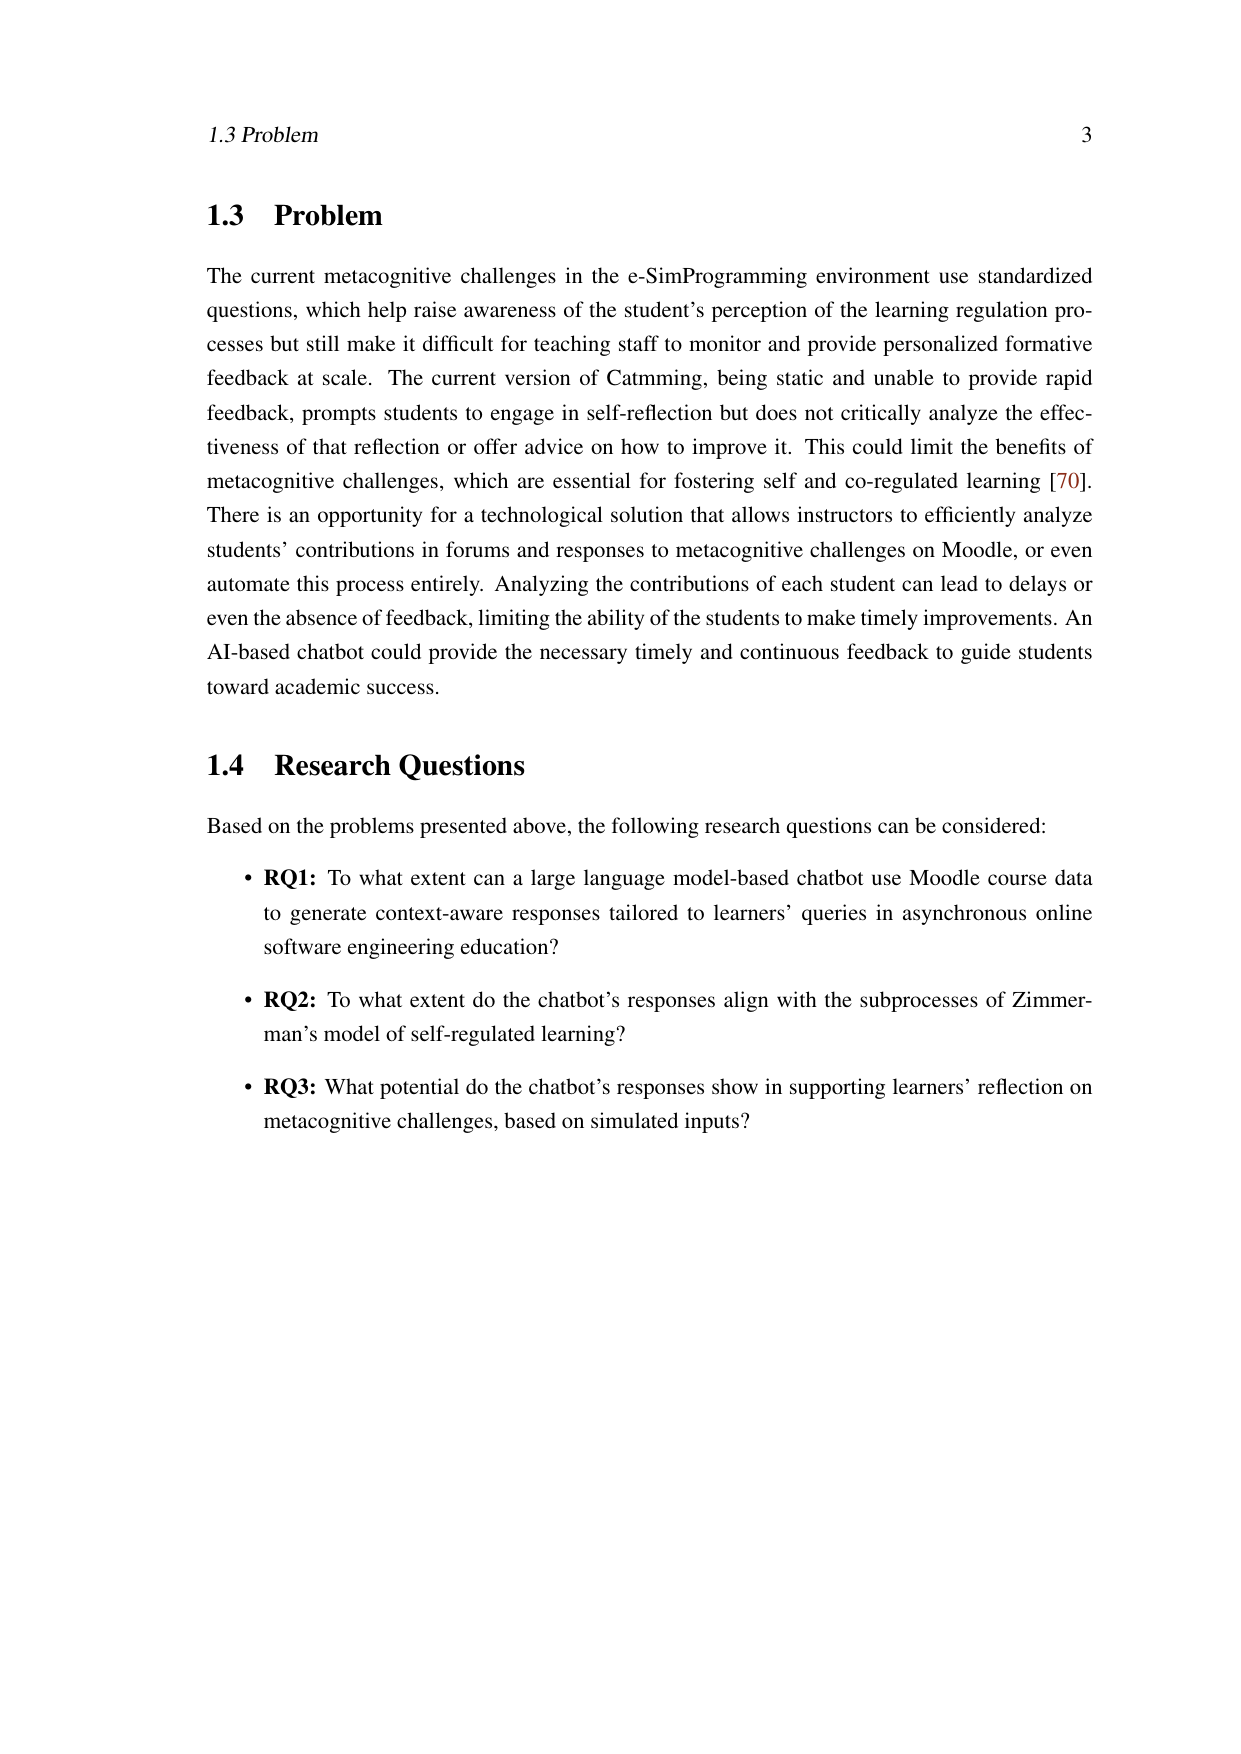 1.3 Problem 3
1.3 Problem
The current metacognitive challenges in the e-SimProgramming environment use standardized
questions, which help raise awareness of the student's perception of the learning regulation pro-
cesses but still make it difficult for teaching staff to monitor and provide personalized formative
feedback at scale. The current version of Catmming, being static and unable to provide rapid
feedback, prompts students to engage in self-reflection but does not critically analyze the effec-
tiveness of that reflection or offer advice on how to improve it. This could limit the benefits of
metacognitive challenges, which are essential for fostering self and co-regulated learning [70].
There is an opportunity for a technological solution that allows instructors to efficiently analyze
students' contributions in forums and responses to metacognitive challenges on Moodle, or even
automate this process entirely. Analyzing the contributions of each student can lead to delays or
even the absence of feedback, limiting the ability of the students to make timely improvements. An
AI-based chatbot could provide the necessary timely and continuous feedback to guide students
toward academic success.
1.4 Research Questions
Based on the problems presented above, the following research questions can be considered:
• RQ1: To what extent can a large language model-based chatbot use Moodle course data
to generate context-aware responses tailored to learners' queries in asynchronous online
software engineering education?
• RQ2: To what extent do the chatbot's responses align with the subprocesses of Zimmer-
man's model of self-regulated learning?
• RQ3: What potential do the chatbot's responses show in supporting learners' reflection on
metacognitive challenges, based on simulated inputs?